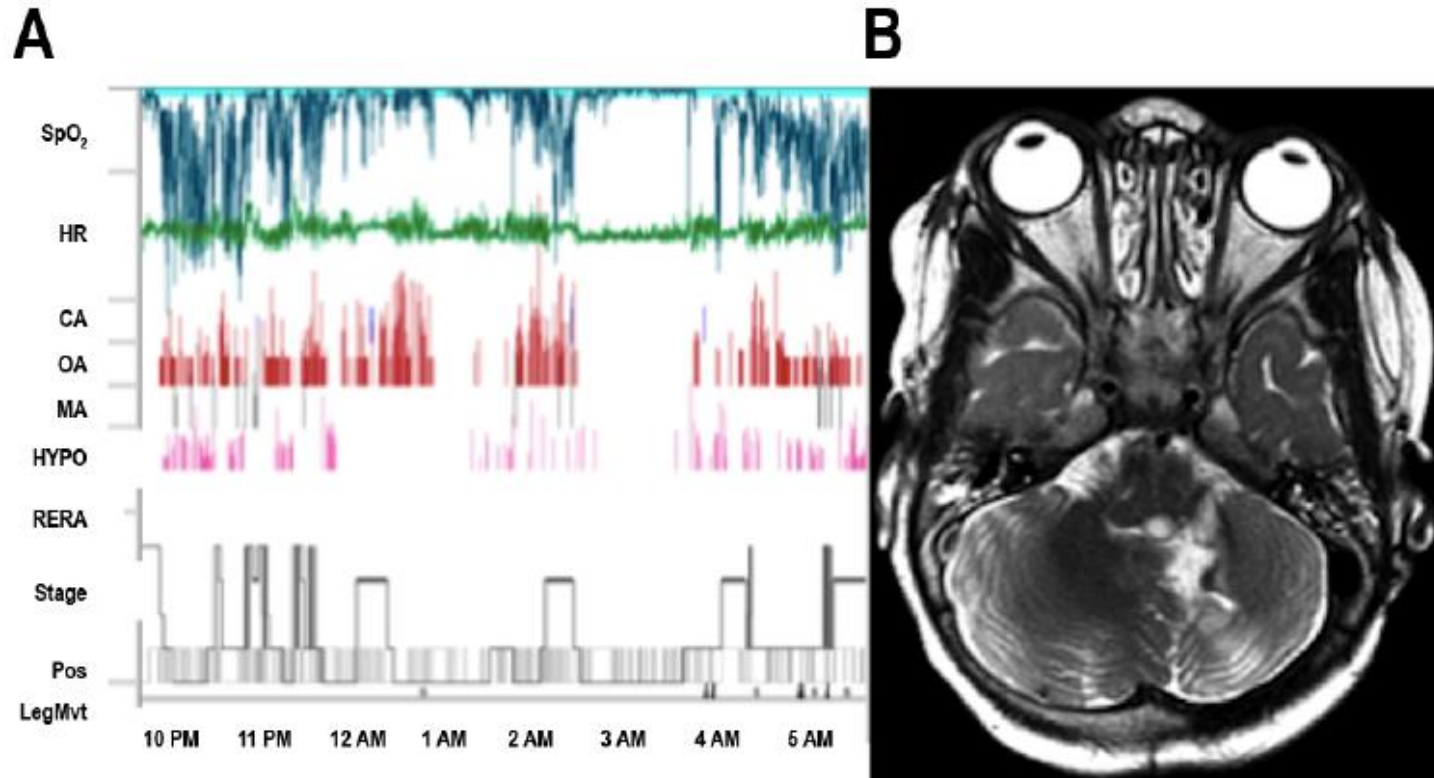 A
B
SpO₂
HR
CA
OA
MA
HYPO
RERA
Stage
Pos
LegMvt
10 PM 11 PM 12 AM 1 AM 2 AM 3 AM 4 AM 5 AM